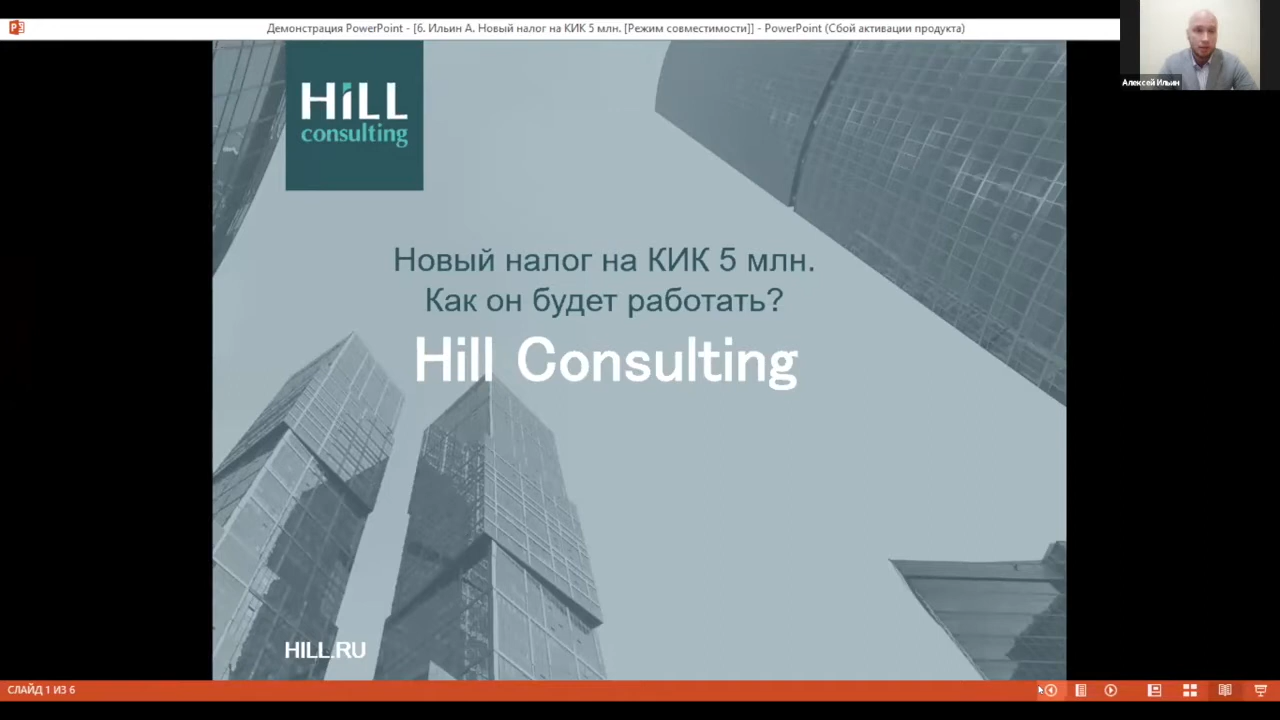 Демонстрация PowerPoint - [6. Ильин А. Новый налог на КИК 5 млн. [Режим совместимости]] - PowerPoint (Сбой активации продукта)
Алексей Ильин
HiLL
consulting
Новый налог на КИК 5 млн.
Как он будет работать?
Hill Consulting
HILL.RU
СЛАЙД 1 ИЗ 6